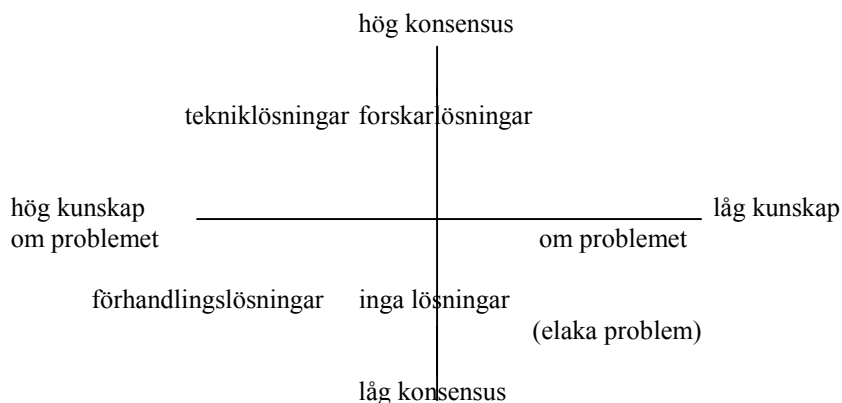 hög konsensus
tekniklösningar forskarlösningar
hög kunskap låg kunskap
om problemet om problemet
förhandlingslösningar inga lösningar
(elaka problem)
låg konsensus